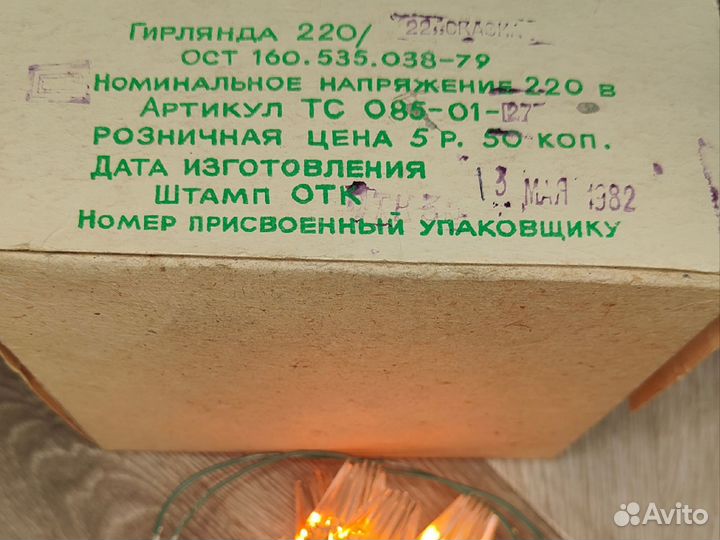 ГИРЛЯНДА 220/
ОСТ 160.535.038-79
НОМИНАЛЬНОЕ НАПРЯЖЕНИЕ 220 В
АРТИКУЛ ТС 085-01-27
РОЗНИЧНАЯ ЦЕНА 5 Р. 50 КОП.
ДАТА ИЗГОТОВЛЕНИЯ 13 МАЯ 1982
ШТАМП ОТК
НОМЕР ПРИСВОЕННЫЙ УПАКОВЩИКУ
Avito